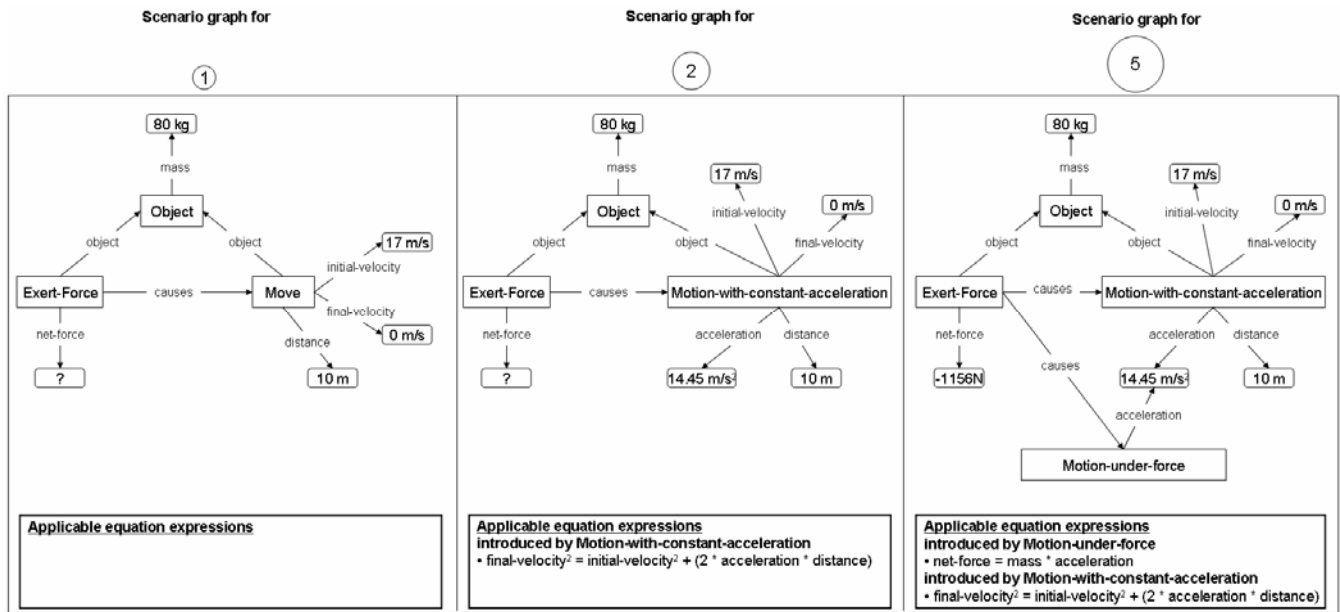 Scenario graph for
1
80 kg
mass
Object
object
object
17 m/s
initial-velocity
Exert-Force
causes
Move
final-velocity
0 m/s
net-force
distance
?
10 m
Applicable equation expressions
Scenario graph for
2
80 kg
mass
17 m/s
Object
initial-velocity
0 m/s
object
object
final-velocity
Exert-Force
causes
Motion-with-constant-acceleration
net-force
acceleration
distance
?
14.45 m/s²
10 m
Applicable equation expressions
introduced by Motion-with-constant-acceleration
• final-velocity² = initial-velocity² + (2 * acceleration * distance)
Scenario graph for
5
80 kg
mass
17 m/s
Object
initial-velocity
0 m/s
object
object
final-velocity
Exert-Force
causes
Motion-with-constant-acceleration
net-force
acceleration
distance
causes
-1156N
14.45 m/s²
10 m
acceleration
Motion-under-force
Applicable equation expressions
introduced by Motion-under-force
• net-force = mass * acceleration
introduced by Motion-with-constant-acceleration
• final-velocity² = initial-velocity² + (2 * acceleration * distance)